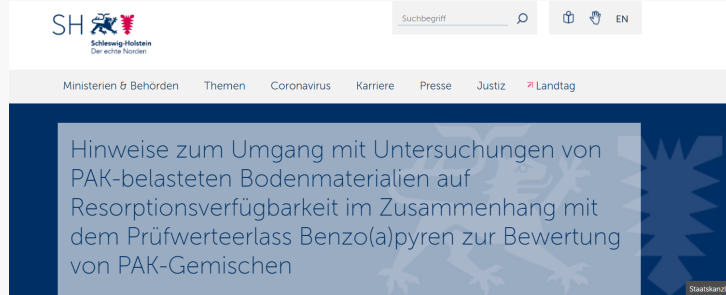 SH
Schleswig-Holstein
Der echte Norden
Suchbegriff
EN
Ministerien & Behörden Themen Coronavirus Karriere Presse Justiz Landtag
Hinweise zum Umgang mit Untersuchungen von
PAK-belasteten Bodenmaterialien auf
Resorptionsverfügbarkeit im Zusammenhang mit
dem Prüfwerteerlass Benzo(a)pyren zur Bewertung
von PAK-Gemischen